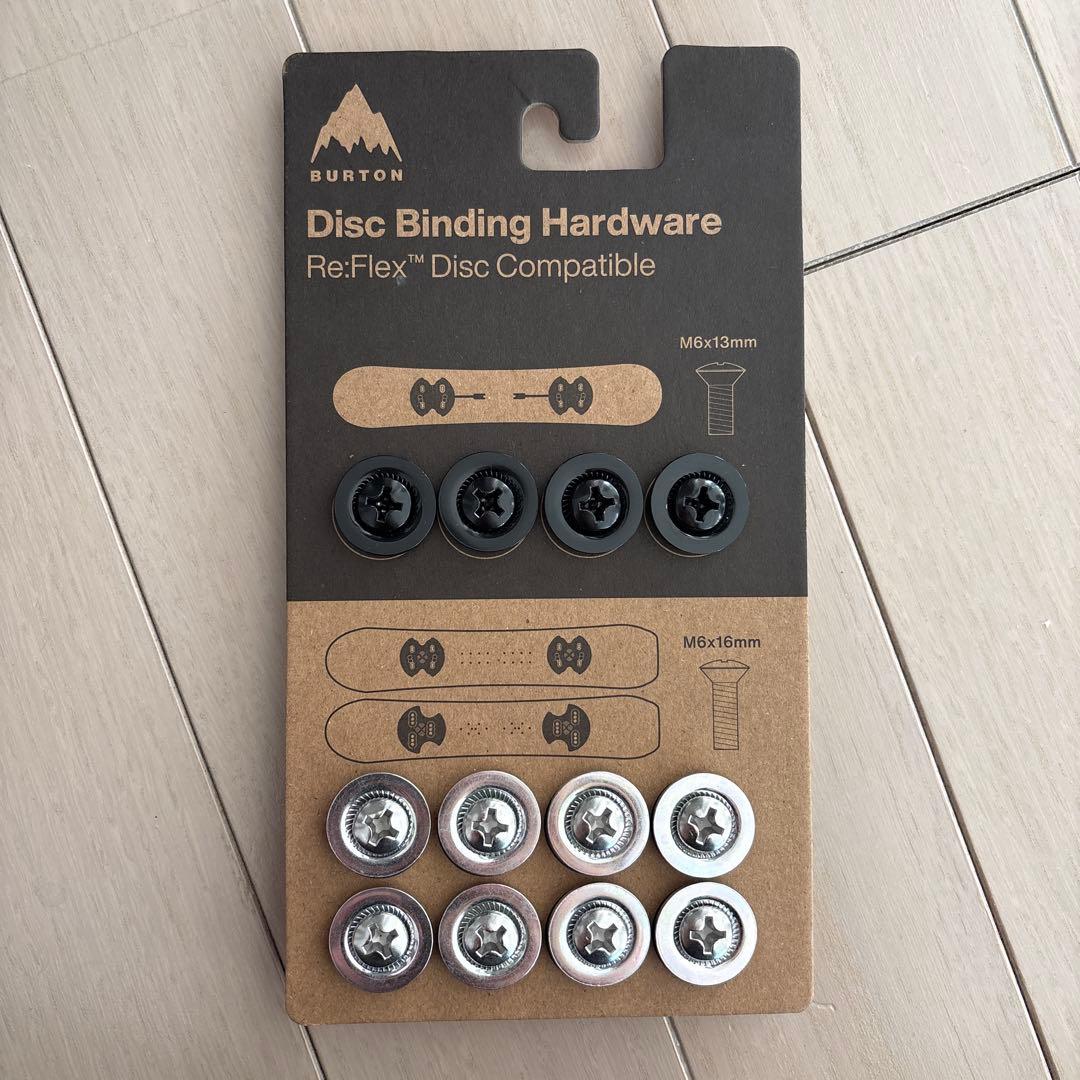 BURTON
Disc Binding Hardware
Re:Flex™ Disc Compatible
M6x13mm
M6x16mm